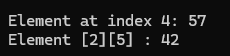 Element at index 4: 57
Element [2][5] : 42